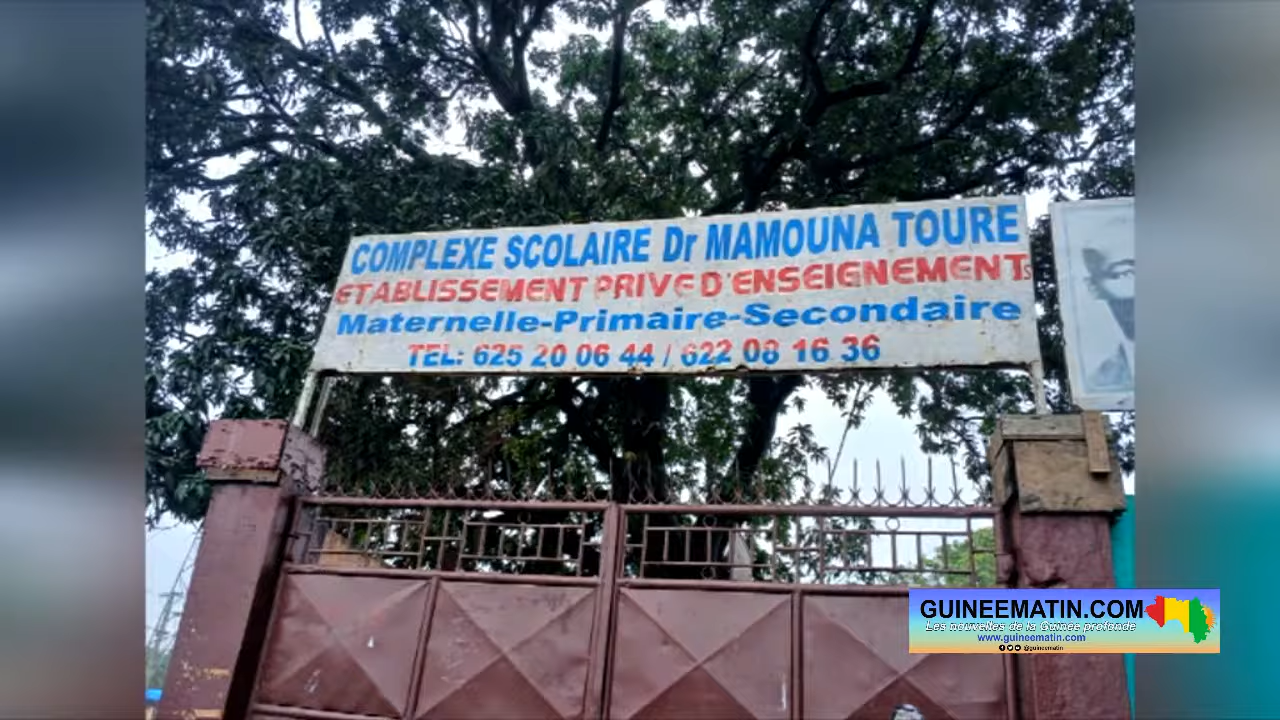 COMPLEXE SCOLAIRE Dr MAMOUNA TOURE
ETABLISSEMENT PRIVE D'ENSEIGNEMENTs
Maternelle-Primaire-Secondaire
TEL: 625 20 06 44 / 622 08 16 36
GUINEEMATIN.COM
Les nouvelles de la Guinée profonde
www.guineematin.com
@guineematin